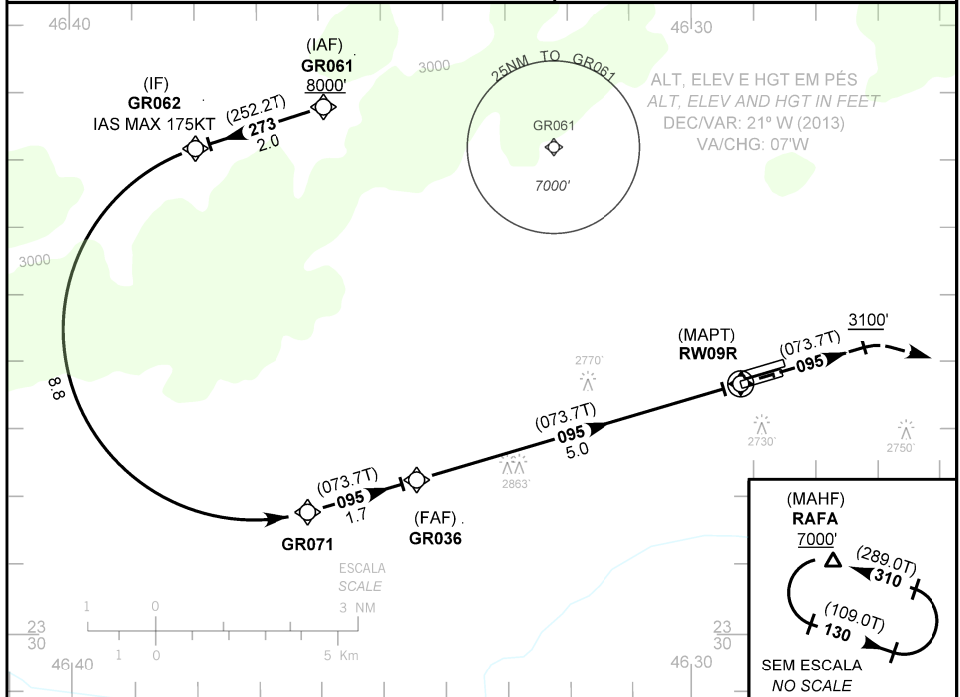 46 40
46 30
(IAF)
GR061
8000'
3000
(IF)
GR062
IAS MAX 175KT
(252.2T)
273
2.0
25NM TO GR061
GR061
7000'
ALT, ELEV E HGT EM PÉS
ALT, ELEV AND HGT IN FEET
DEC/VAR: 21º W (2013)
VA/CHG: 07'W
3000
8.8
(MAPT)
RW09R
3100'
(073.7T)
095
2770'
(073.7T)
095
5.0
2730'
2750'
2863'
(073.7T)
095
1.7
GR071
(FAF) .
GR036
ESCALA
SCALE
1 0 3 NM
1 0 5 Km
23
30
46 40
23
30
46 30
(MAHF)
RAFA
7000'
(289.0T)
310
(109.0T)
130
SEM ESCALA
NO SCALE